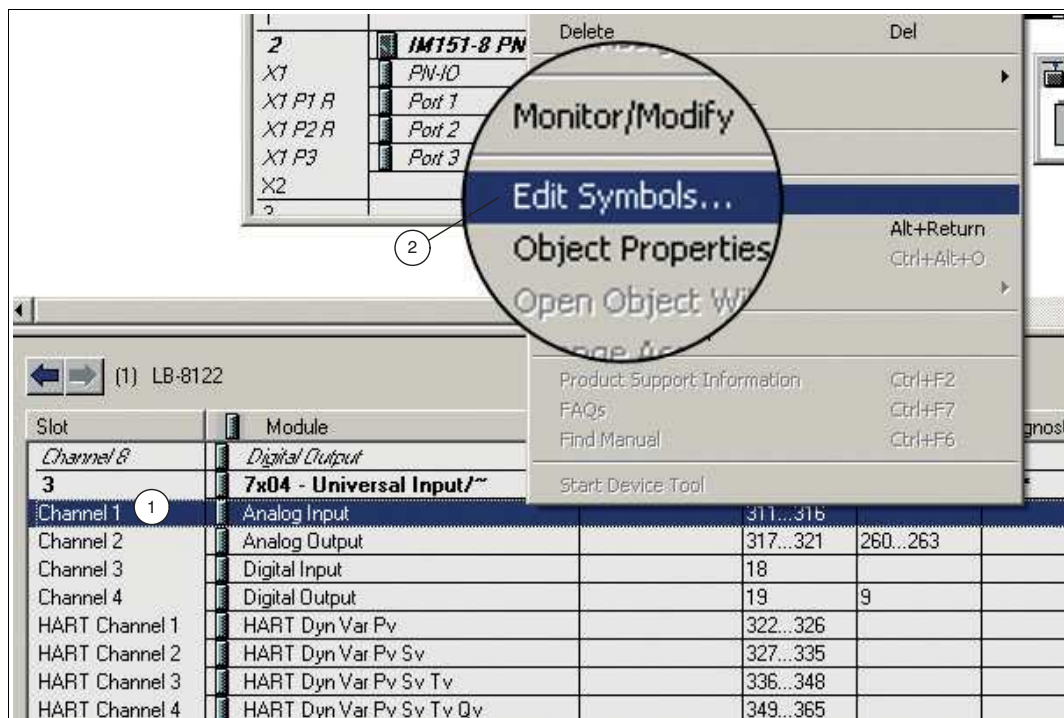 2 IM151-8 PN
X1 PN-IO
X1 P1 R Port 1
X1 P2 R Port 2
X1 P3 Port 3
X2
Delete Del
Monitor/Modify
Edit Symbols...
2
Alt+Return
Object Properties
Ctrl+Alt+O
Open Object Wi
Product Support Information Ctrl+F2
FAQs Ctrl+F7
Find Manual Ctrl+F6
Start Device Tool
(1) LB-8122
Slot Module gnost
Channel 8 Digital Output
3 7x04 - Universal Input/~
Channel 1 1 Analog Input 311...316
Channel 2 Analog Output 317...321 260...263
Channel 3 Digital Input 18
Channel 4 Digital Output 19 9
HART Channel 1 HART Dyn Var Pv 322...326
HART Channel 2 HART Dyn Var Pv Sv 327...335
HART Channel 3 HART Dyn Var Pv Sv Tv 336...348
HART Channel 4 HART Dyn Var Pv Sv Tv Qv 349...365